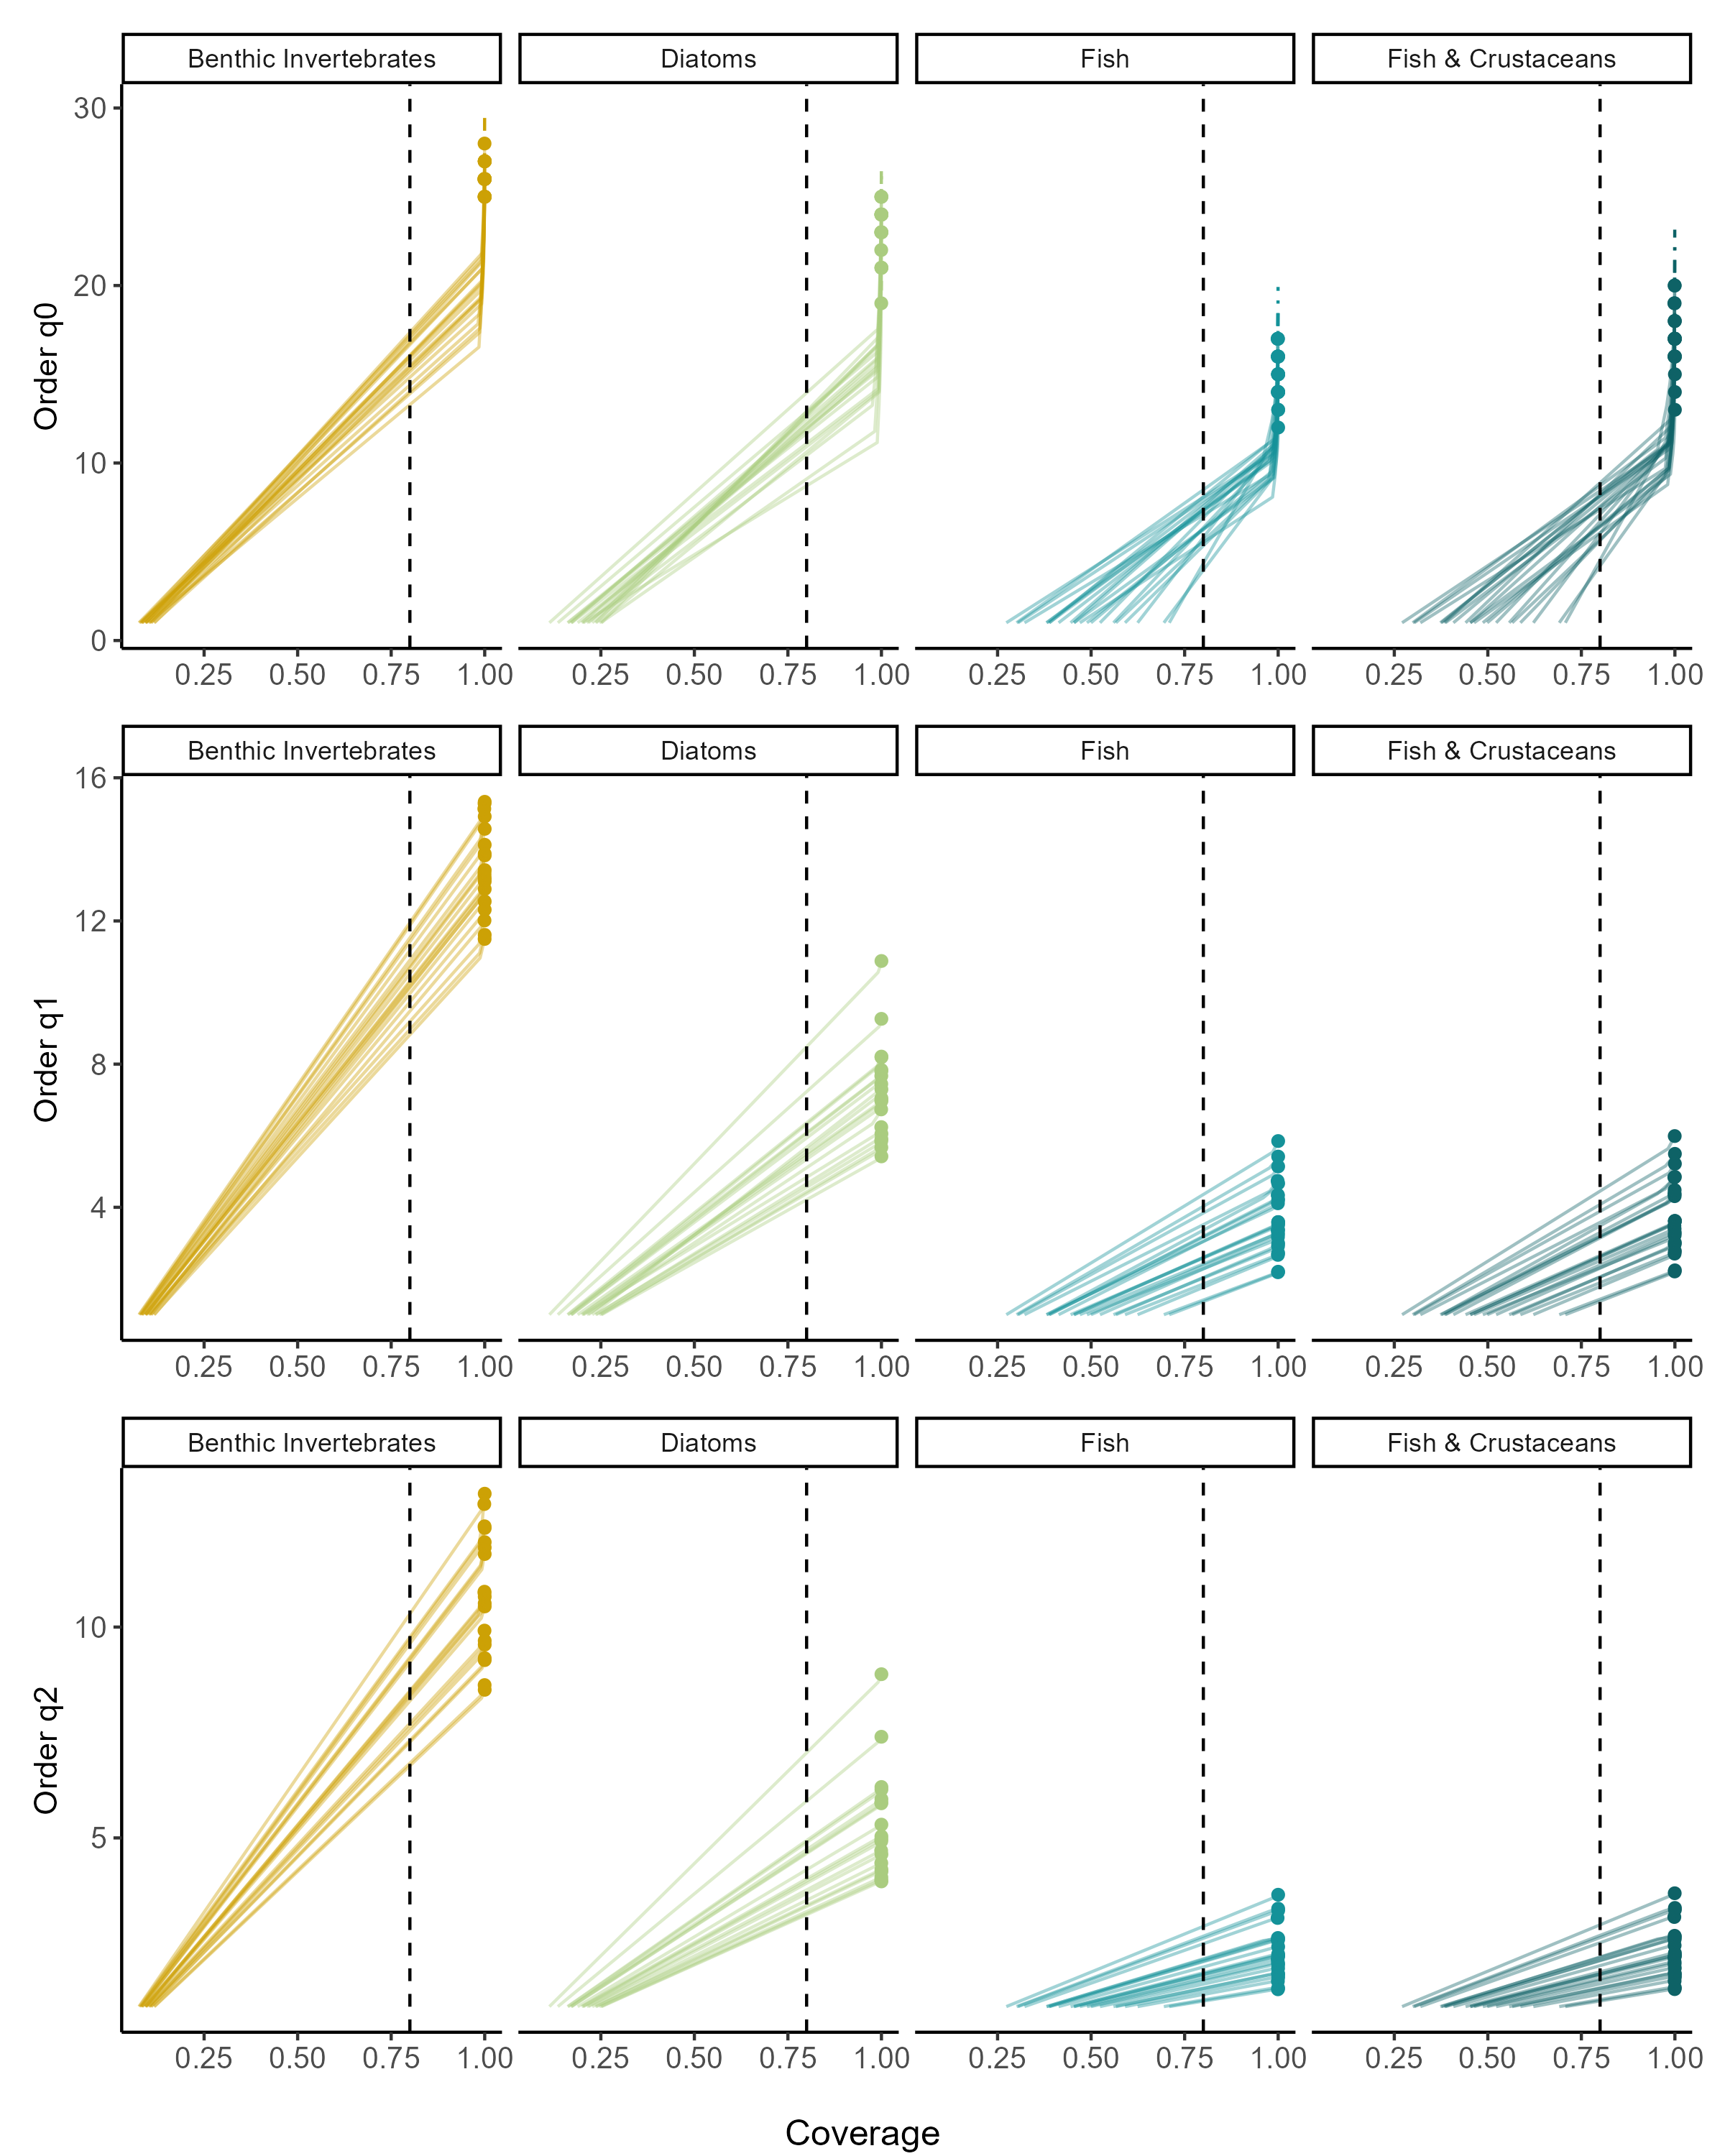 Benthic Invertebrates Diatoms Fish Fish & Crustaceans
30
20
10
0
Order q0
0.25 0.50 0.75 1.00 0.25 0.50 0.75 1.00 0.25 0.50 0.75 1.00 0.25 0.50 0.75 1.00
Benthic Invertebrates Diatoms Fish Fish & Crustaceans
16
12
8
4
Order q1
0.25 0.50 0.75 1.00 0.25 0.50 0.75 1.00 0.25 0.50 0.75 1.00 0.25 0.50 0.75 1.00
Benthic Invertebrates Diatoms Fish Fish & Crustaceans
10
5
Order q2
0.25 0.50 0.75 1.00 0.25 0.50 0.75 1.00 0.25 0.50 0.75 1.00 0.25 0.50 0.75 1.00
Coverage